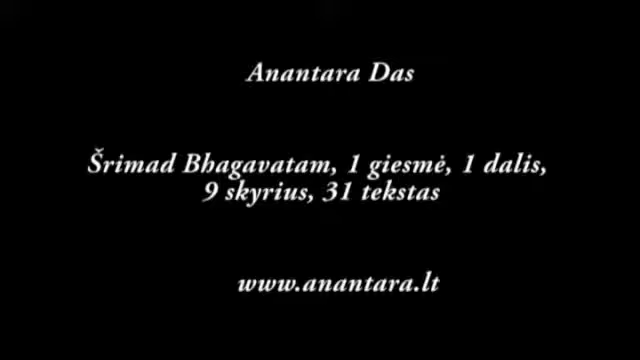 Anantara Das
Šrimad Bhagavatam, 1 giesmė, 1 dalis,
9 skyrius, 31 tekstas
www.anantara.lt